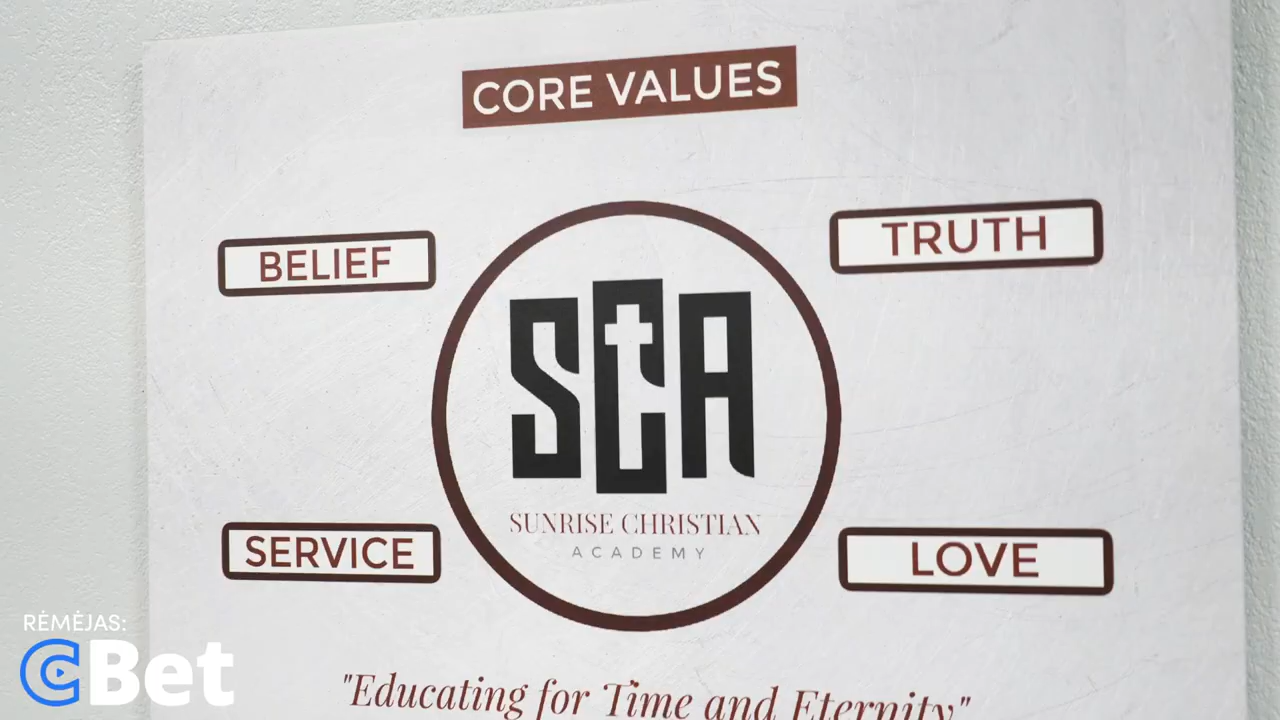 CORE VALUES
BELIEF
TRUTH
SCA
SUNRISE CHRISTIAN
ACADEMY
SERVICE
LOVE
"Educating for Time and Eternity"
RĖMĖJAS:
CBet